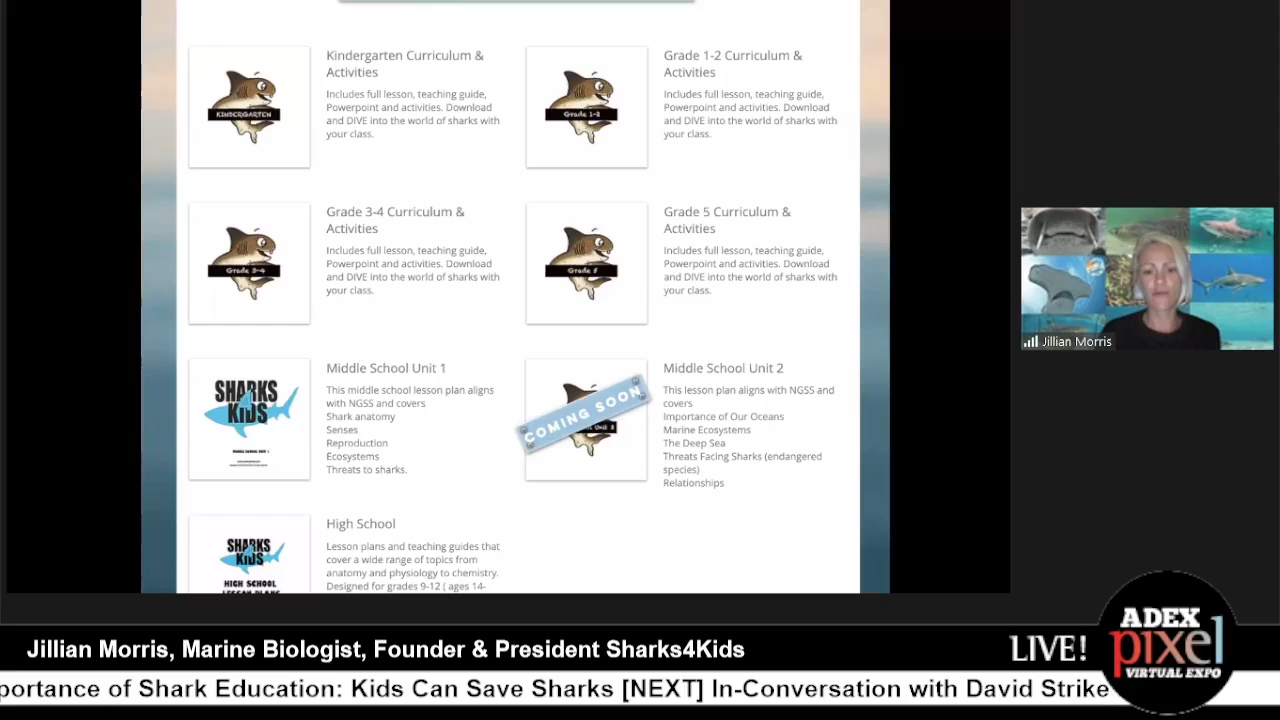 Kindergarten Curriculum &
Activities
Includes full lesson, teaching guide,
Powerpoint and activities. Download
and DIVE into the world of sharks with
your class.
KINDERGARTEN
Grade 1-2 Curriculum &
Activities
Includes full lesson, teaching guide,
Powerpoint and activities. Download
and DIVE into the world of sharks with
your class.
Grade 1-2
Grade 3-4 Curriculum &
Activities
Includes full lesson, teaching guide,
Powerpoint and activities. Download
and DIVE into the world of sharks with
your class.
Grade 3-4
Grade 5 Curriculum &
Activities
Includes full lesson, teaching guide,
Powerpoint and activities. Download
and DIVE into the world of sharks with
your class.
Grade 5
SHARKS
4
KIDS
MIDDLE SCHOOL UNIT 1
Middle School Unit 1
This middle school lesson plan aligns
with NGSS and covers
Shark anatomy
Senses
Reproduction
Ecosystems
Threats to sharks.
COMING SOON
Middle School Unit 2
This lesson plan aligns with NGSS and
covers
Importance of Our Oceans
Marine Ecosystems
The Deep Sea
Threats Facing Sharks (endangered
species)
Relationships
SHARKS
4
KIDS
HIGH SCHOOL
LESSON PLANS
High School
Lesson plans and teaching guides that
cover a wide range of topics from
anatomy and physiology to chemistry.
Designed for grades 9-12 ( ages 14-
Jillian Morris
Jillian Morris, Marine Biologist, Founder & President Sharks4Kids
LIVE!
ADEX
pixel
VIRTUAL EXPO
portance of Shark Education: Kids Can Save Sharks [NEXT] In-Conversation with David Strike